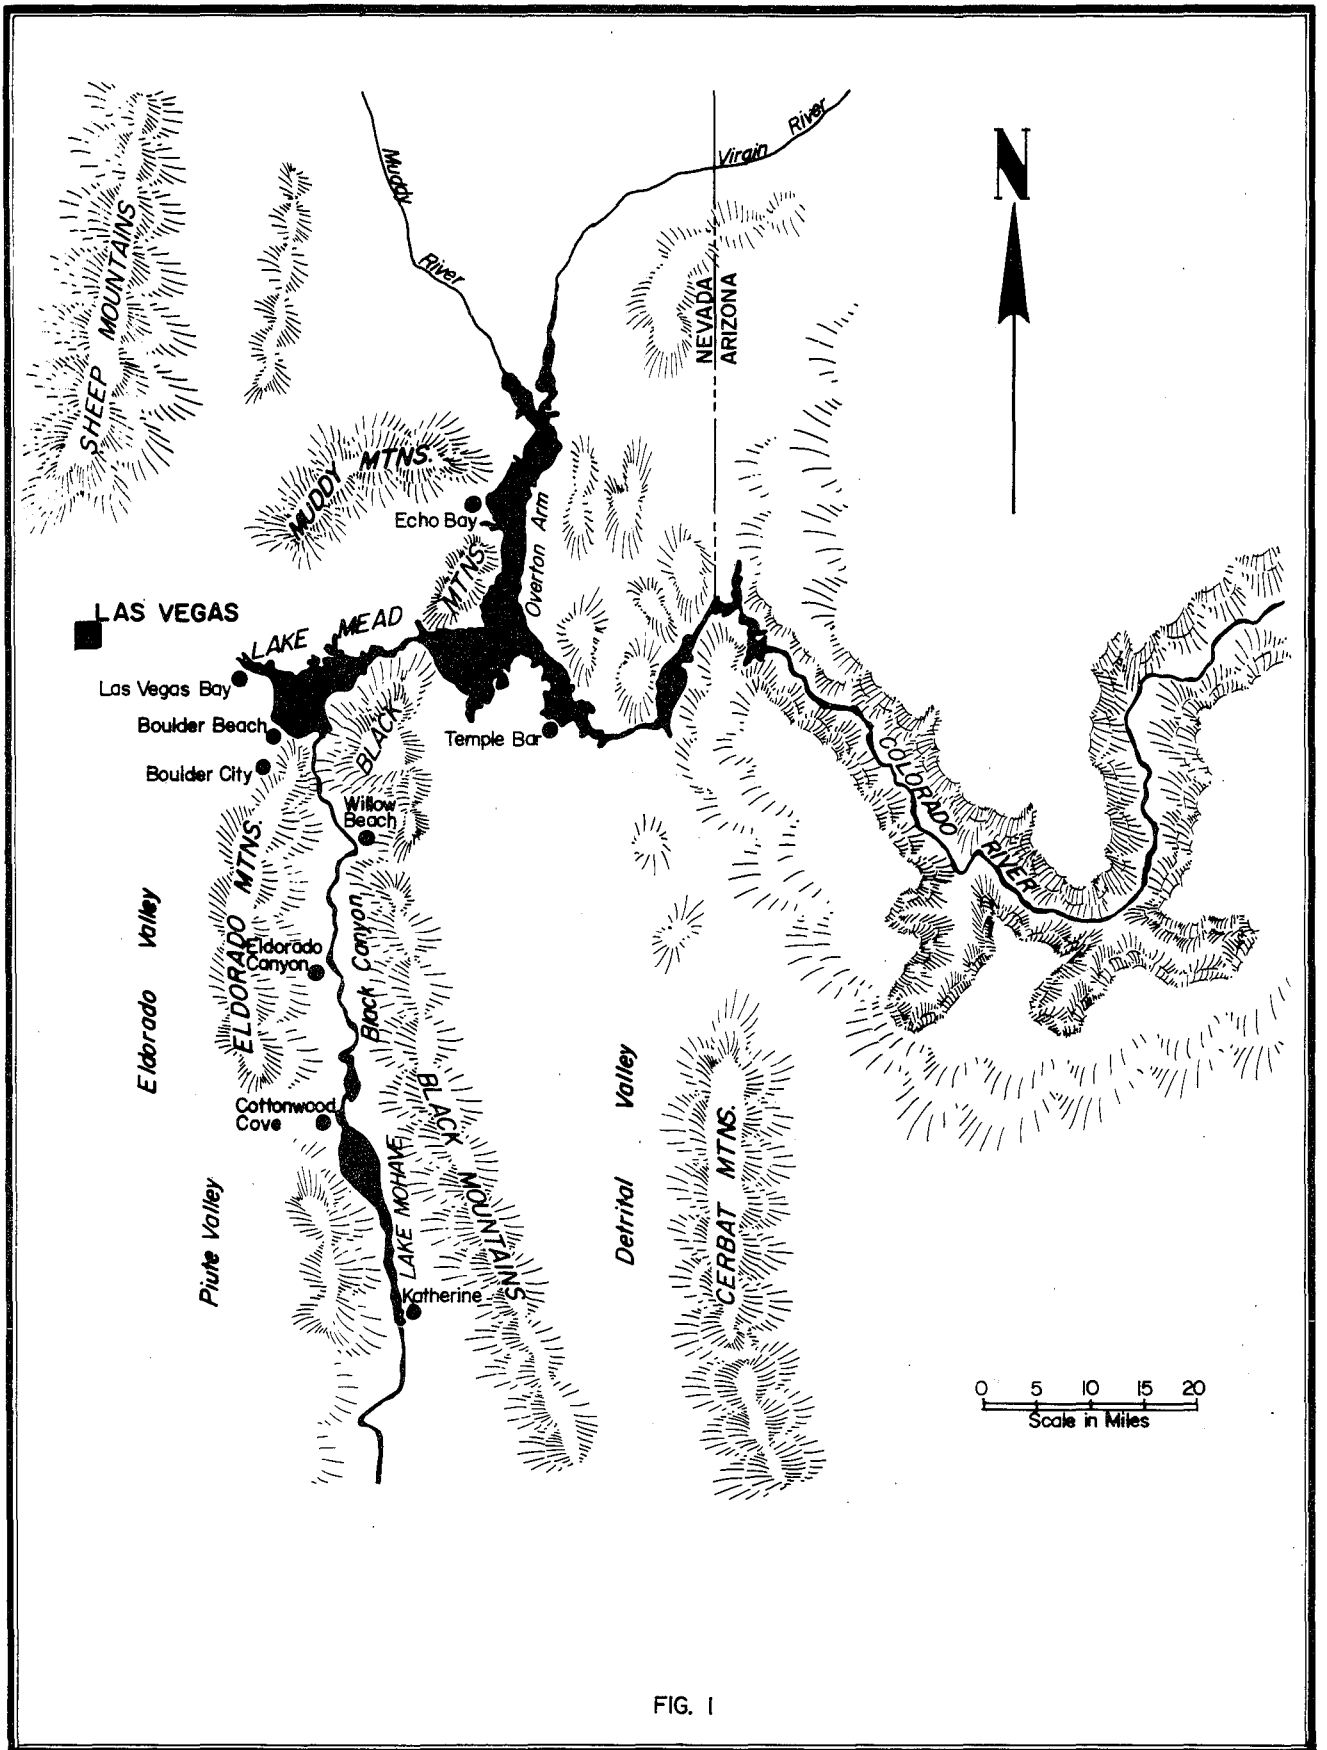 Muddy
River
Virgin River
N
SHEEP MOUNTAINS
NEVADA
ARIZONA
MUDDY MTNS.
Echo Bay
Overton Arm
MTNS
LAS VEGAS
LAKE MEAD
Las Vegas Bay
Boulder Beach
Boulder City
BLACK
Temple Bar
Willow
Beach
COLORADO
RIVER
ELDORADO MTNS.
Eldorado Valley
Eldorado
Canyon
Black Canyon
Cottonwood
Cove
BLACK
MOUNTAINS
LAKE MOHAVE
Piute Valley
Katherine
Detrital Valley
CERBAT MTNS.
0 5 10 15 20
Scale in Miles
FIG. 1